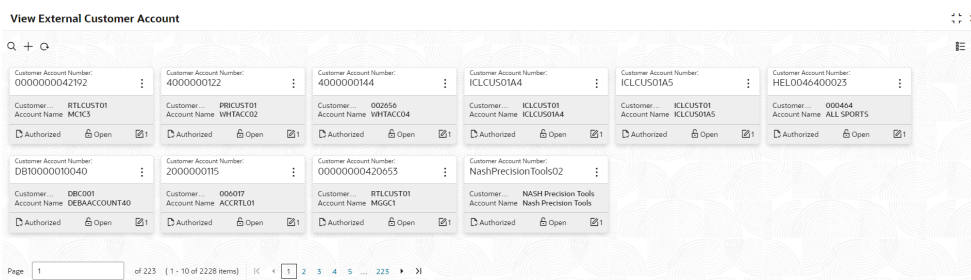 View External Customer Account
Customer Account Number:
0000000042192
Customer... RTLCUST01
Account Name MC1C3
Authorized Open 1
Customer Account Number:
4000000122
Customer... PRICUST01
Account Name WHTACC02
Authorized Open 1
Customer Account Number:
4000000144
Customer... 002656
Account Name WHTACC04
Authorized Open 1
Customer Account Number:
ICLCUS01A4
Customer... ICLCUST01
Account Name ICLCUS01A4
Authorized Open 1
Customer Account Number:
ICLCUS01A5
Customer... ICLCUST01
Account Name ICLCUS01A5
Authorized Open 1
Customer Account Number:
HEL0046400023
Customer... 000464
Account Name ALL SPORTS
Authorized Open 1
Customer Account Number:
DB10000010040
Customer... DBC001
Account Name DEBAACCOUNT40
Authorized Open 1
Customer Account Number:
2000000115
Customer... 006017
Account Name ACCRTL01
Authorized Open 1
Customer Account Number:
00000000420653
Customer... RTLCUST01
Account Name MGGC1
Authorized Open 1
Customer Account Number:
NashPrecisionTools02
Customer... NASH Precision Tools
Account Name Nash Precision Tools
Authorized Open 1
Page 1 of 223 (1 - 10 of 2228 items) 1 2 3 4 5 ... 223